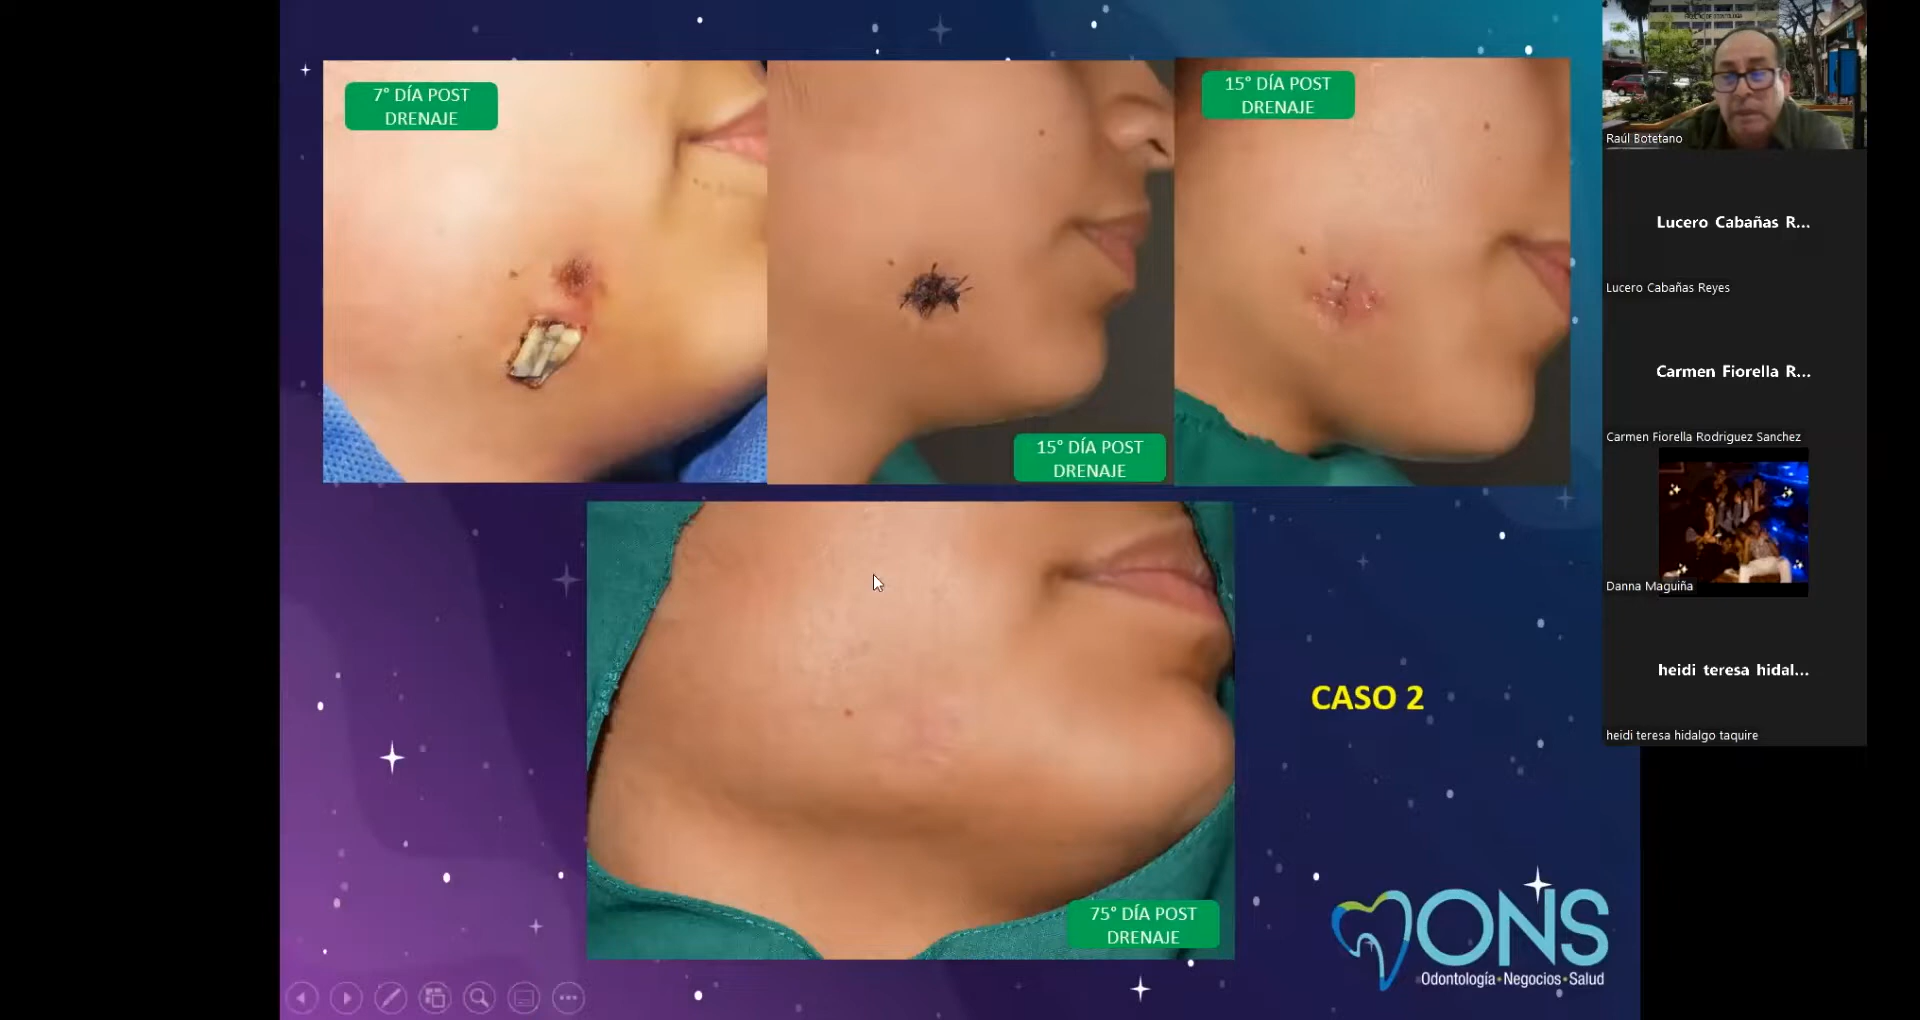 7° DÍA POST
DRENAJE
15° DÍA POST
DRENAJE
15° DÍA POST
DRENAJE
75° DÍA POST
DRENAJE
CASO 2
ONS
Odontología•Negocios•Salud
Raúl Botetano
Lucero Cabañas R...
Lucero Cabañas Reyes
Carmen Fiorella R...
Carmen Fiorella Rodriguez Sanchez
Danna Maguiña
heidi teresa hidal...
heidi teresa hidalgo taquire